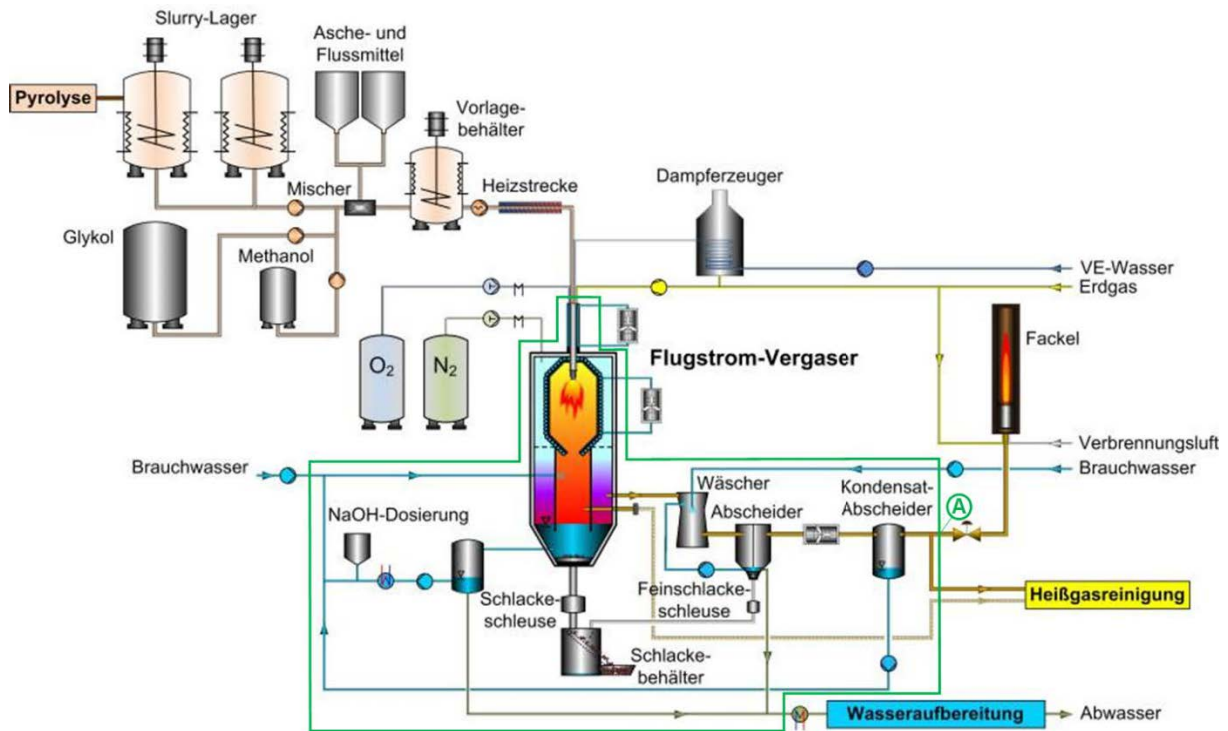 Slurry-Lager
Asche- und
Flussmittel
Pyrolyse
Vorlage-
behälter
Mischer
Heizstrecke
Dampferzeuger
Glykol
Methanol
VE-Wasser
Erdgas
O₂
N₂
Flugstrom-Vergaser
Fackel
Verbrennungsluft
Brauchwasser
Brauchwasser
Wäscher
Kondensat-
Abscheider
Abscheider
A
NaOH-Dosierung
Schlacke-
schleuse
Feinschlacke-
schleuse
Heißgasreinigung
Schlacke-
behälter
Wasseraufbereitung
Abwasser